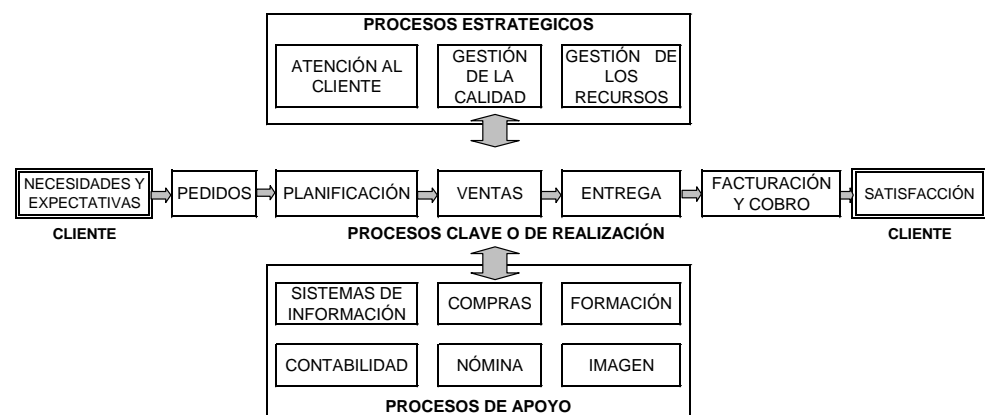 PROCESOS ESTRATEGICOS
ATENCIÓN AL
CLIENTE
GESTIÓN
DE LA
CALIDAD
GESTIÓN DE
LOS
RECURSOS
NECESIDADES Y
EXPECTATIVAS
PEDIDOS
PLANIFICACIÓN
VENTAS
ENTREGA
FACTURACIÓN
Y COBRO
SATISFACCIÓN
CLIENTE
PROCESOS CLAVE O DE REALIZACIÓN
CLIENTE
SISTEMAS DE
INFORMACIÓN
COMPRAS
FORMACIÓN
CONTABILIDAD
NÓMINA
IMAGEN
PROCESOS DE APOYO